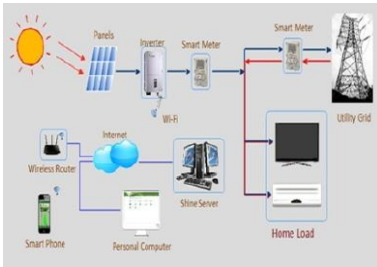 Panels
Inverter
Smart Meter
Smart Meter
Wi-Fi
Utility Grid
Internet
Wireless Router
Shine Server
Smart Phone
Personal Computer
Home Load